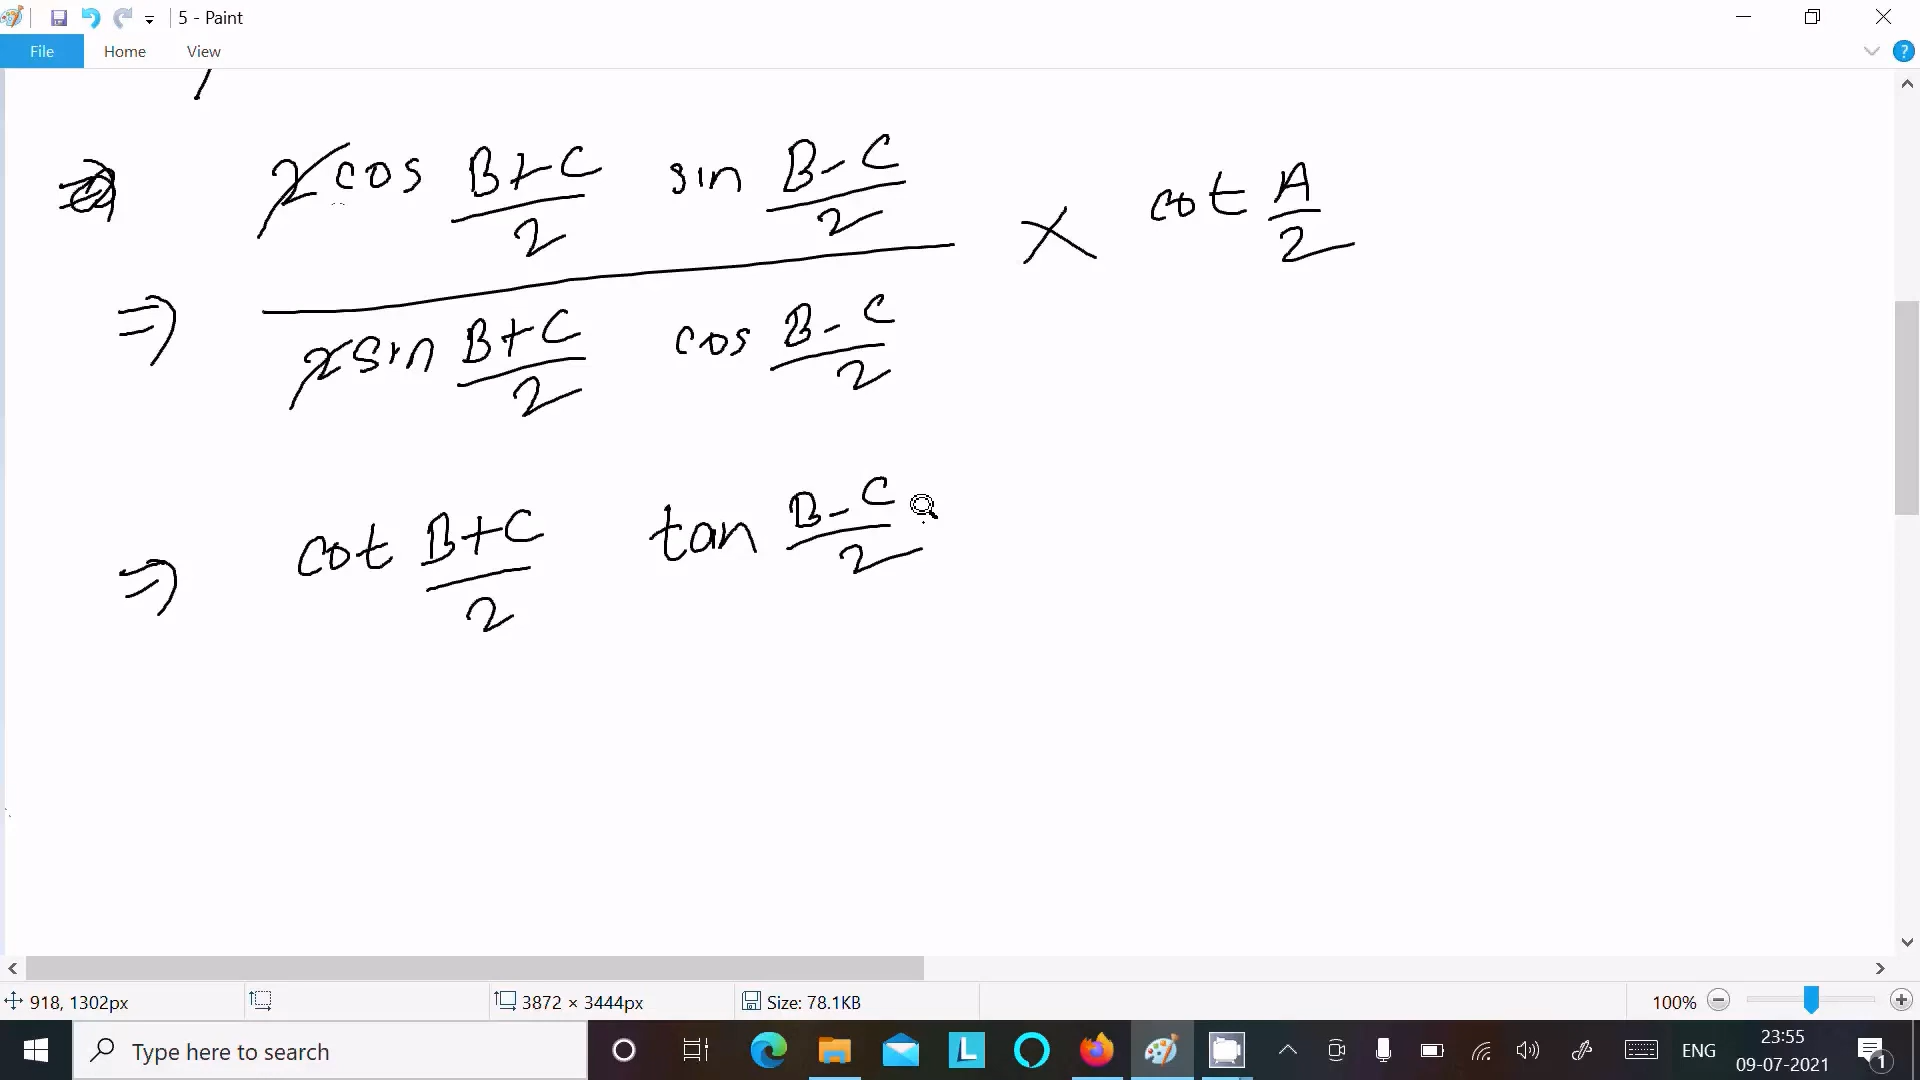 5 - Paint
File Home View ?
2 cos B+C/2 sin B-C/2 × cot A/2
⇒ 2 sin B+C/2 cos B-C/2
⇒ cot B+C/2 tan B-C/2
918, 1302px 3872 × 3444px Size: 78.1KB 100%
Type here to search L ENG 23:55
09-07-2021 1